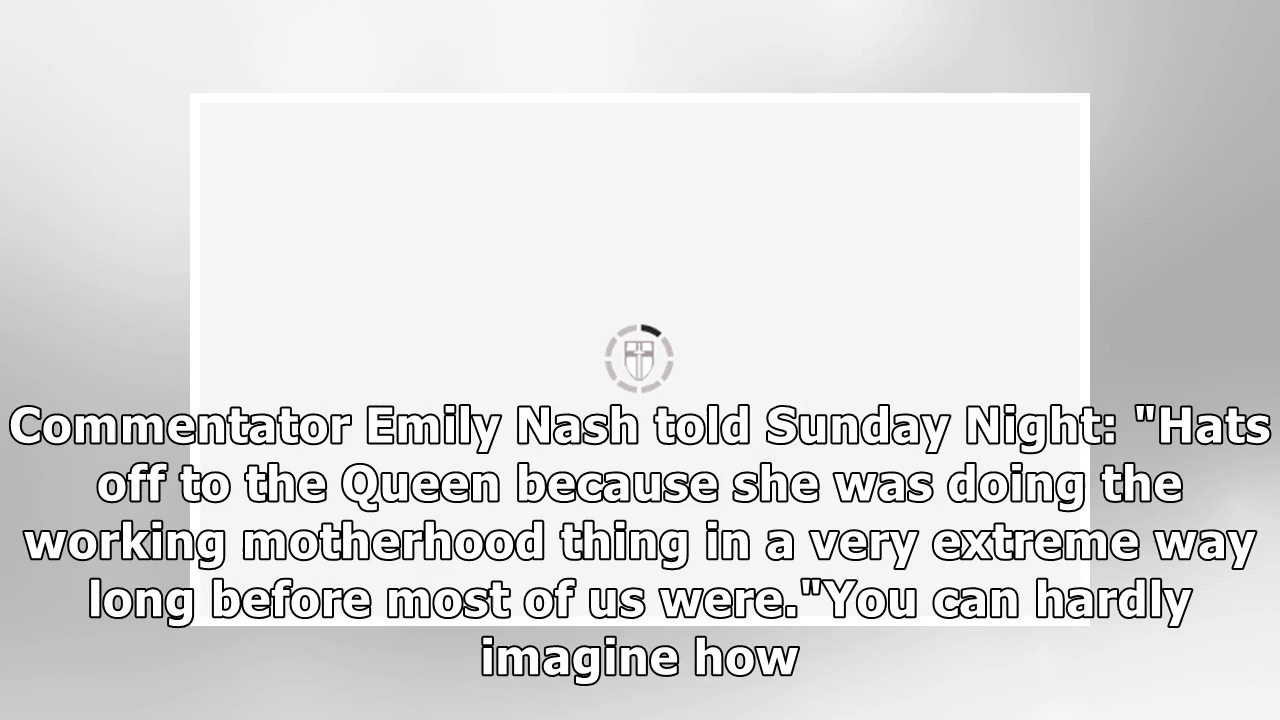 Commentator Emily Nash told Sunday Night: "Hats
off to the Queen because she was doing the
working motherhood thing in a very extreme way
long before most of us were."You can hardly
imagine how